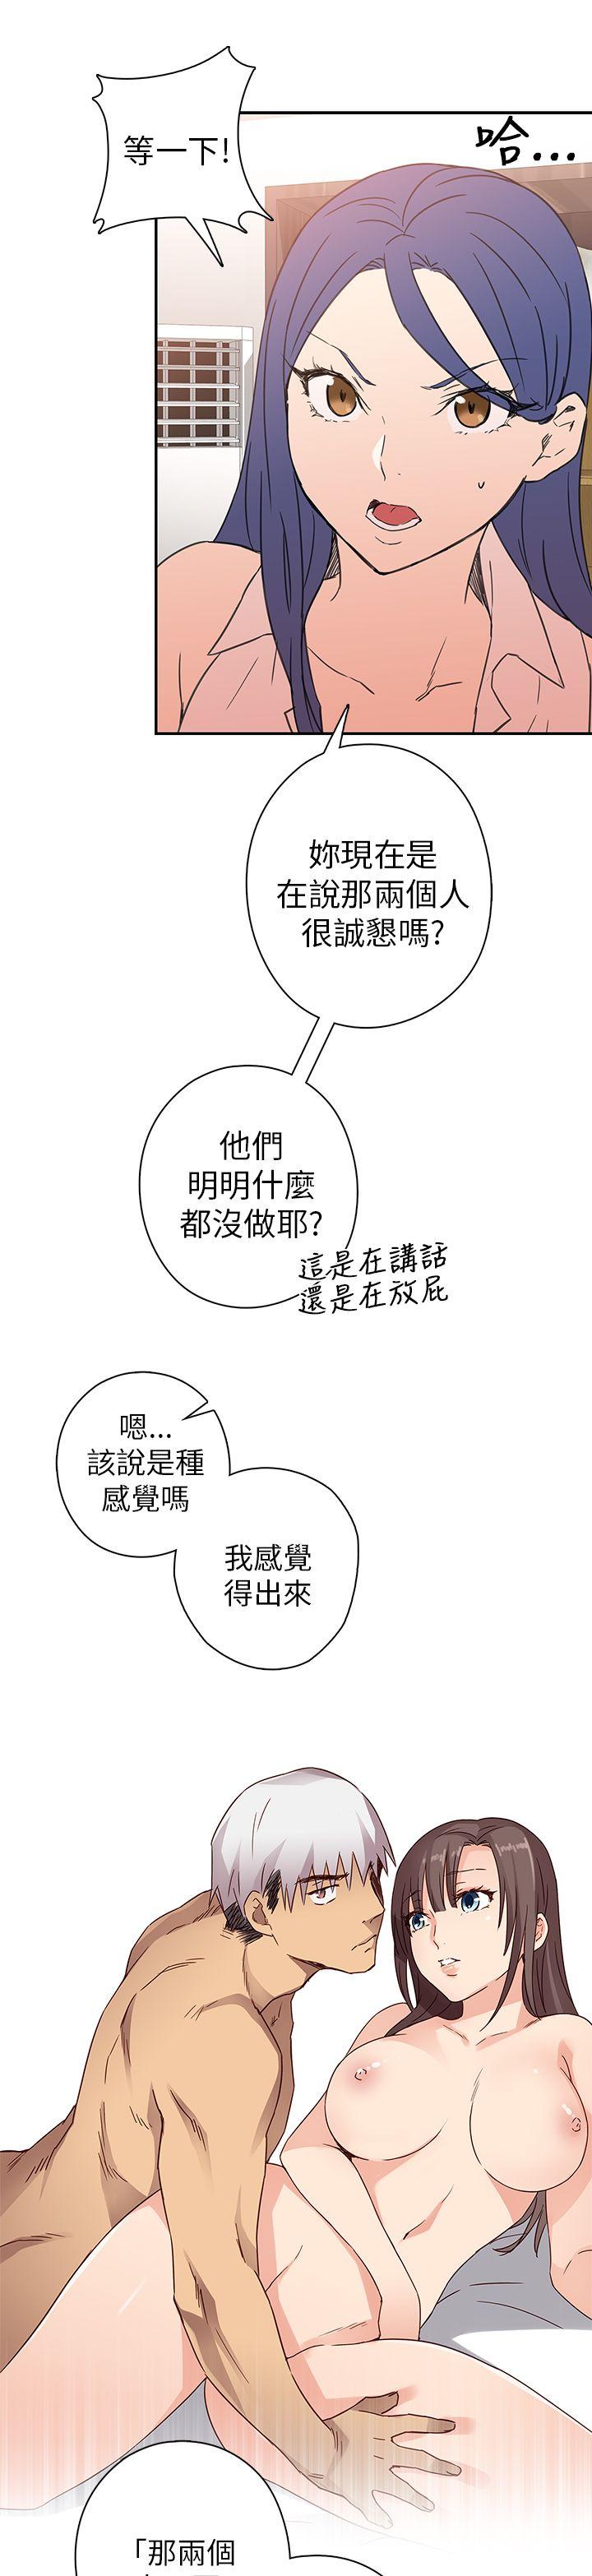 等一下!
哈...
妳現在是
在說那兩個人
很誠懇嗎?
他們
明明什麼
都沒做耶?
這是在講話
還是在放屁
嗯...
該說是種
感覺嗎
我感覺
得出來
「那兩個